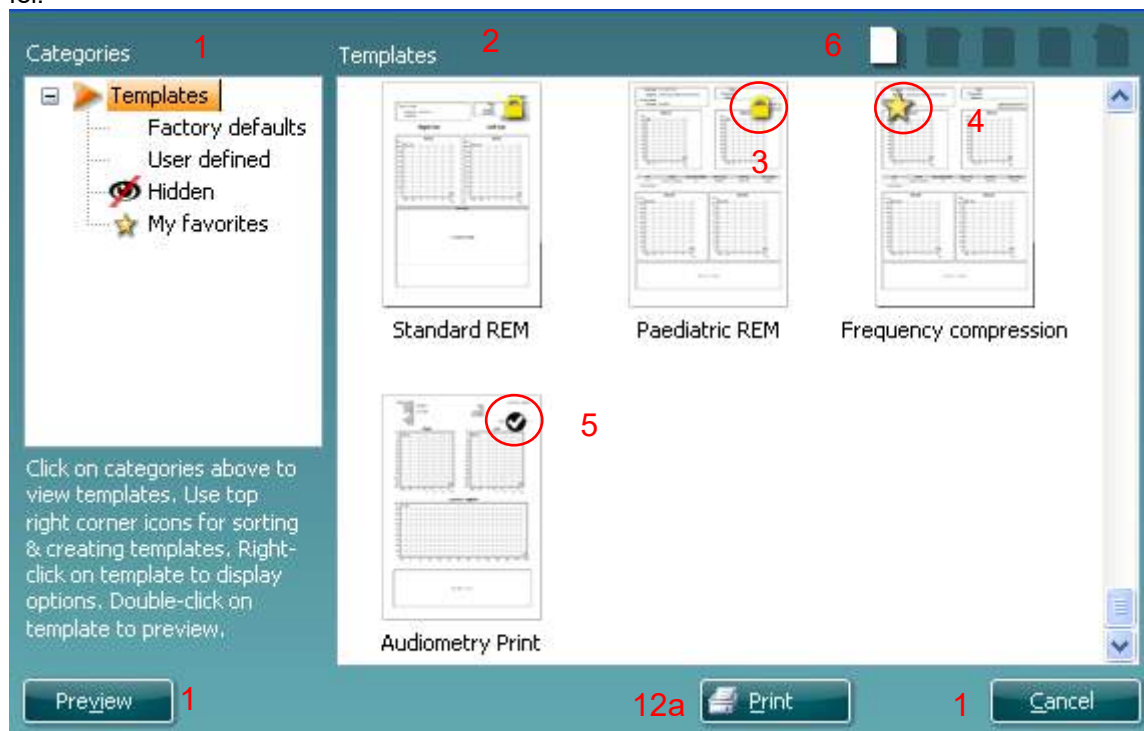 Categories 1
Templates 2
6
Templates
Factory defaults
User defined
Hidden
My favorites
3
4
Standard REM
Paediatric REM
Frequency compression
5
Audiometry Print
Click on categories above to
view templates. Use top
right corner icons for sorting
& creating templates. Right-
click on template to display
options. Double-click on
template to preview.
Preview 1
12a Print
1 Cancel